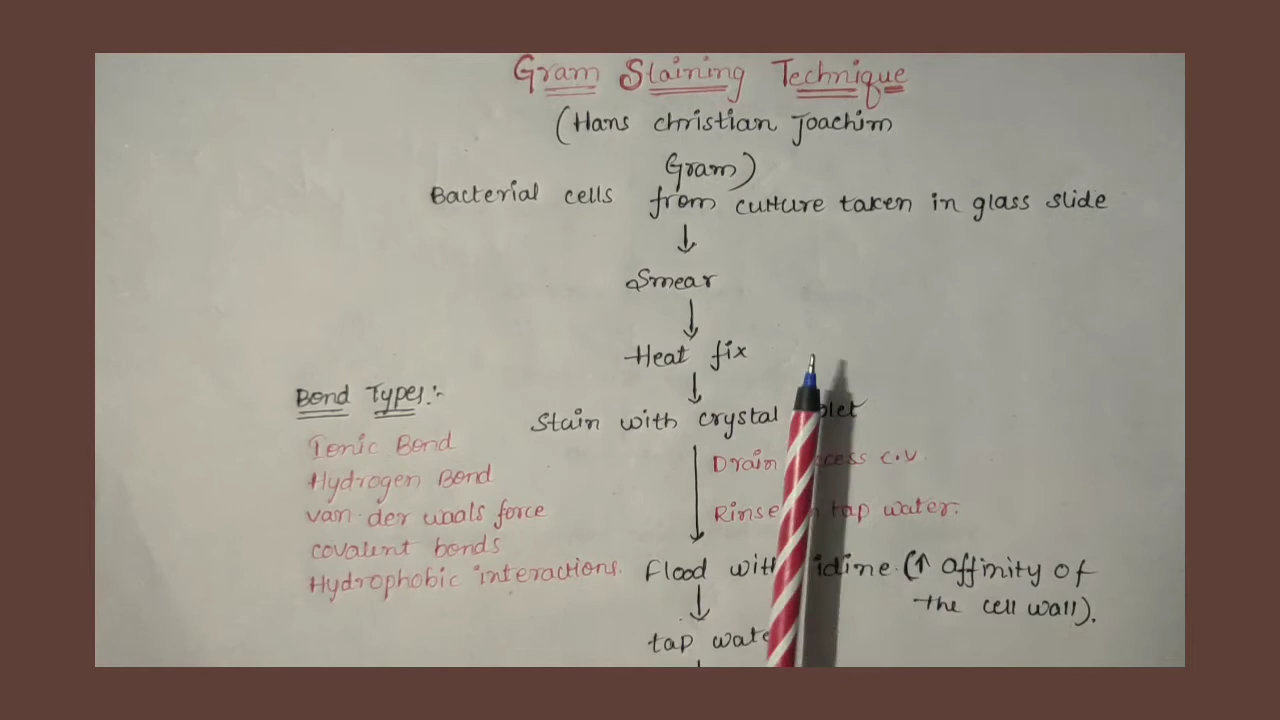 Gram Staining Technique
(Hans christian Joachim
Gram)
Bacterial cells from culture taken in glass slide
↓
Smear
↓
Heat fix
↓
Stain with crystal
Drain c.v
Rinse tap water.
↓
Flood with (↑ affinity of
the cell wall).
↓
tap
Bond Types:-
Ionic Bond
Hydrogen Bond
van der waals force
covalent bonds
Hydrophobic interactions.